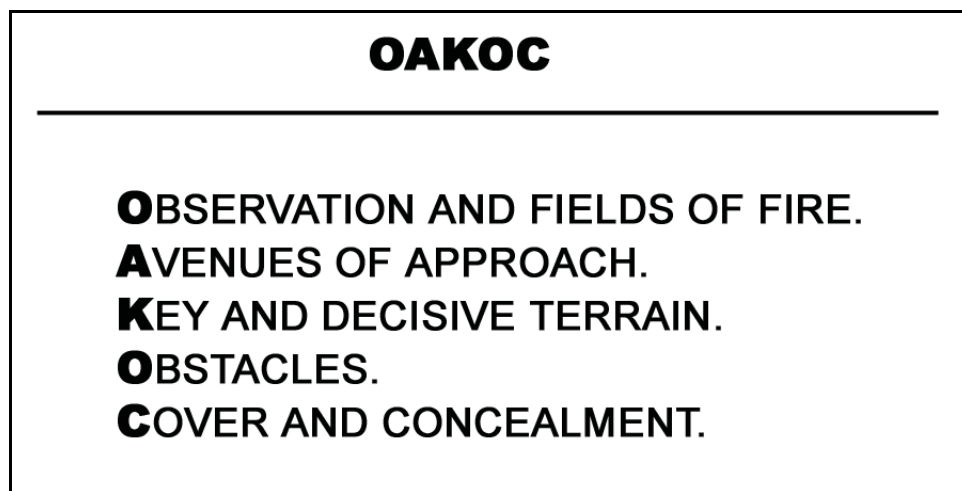 OAKOC
OBSERVATION AND FIELDS OF FIRE.
AVENUES OF APPROACH.
KEY AND DECISIVE TERRAIN.
OBSTACLES.
COVER AND CONCEALMENT.